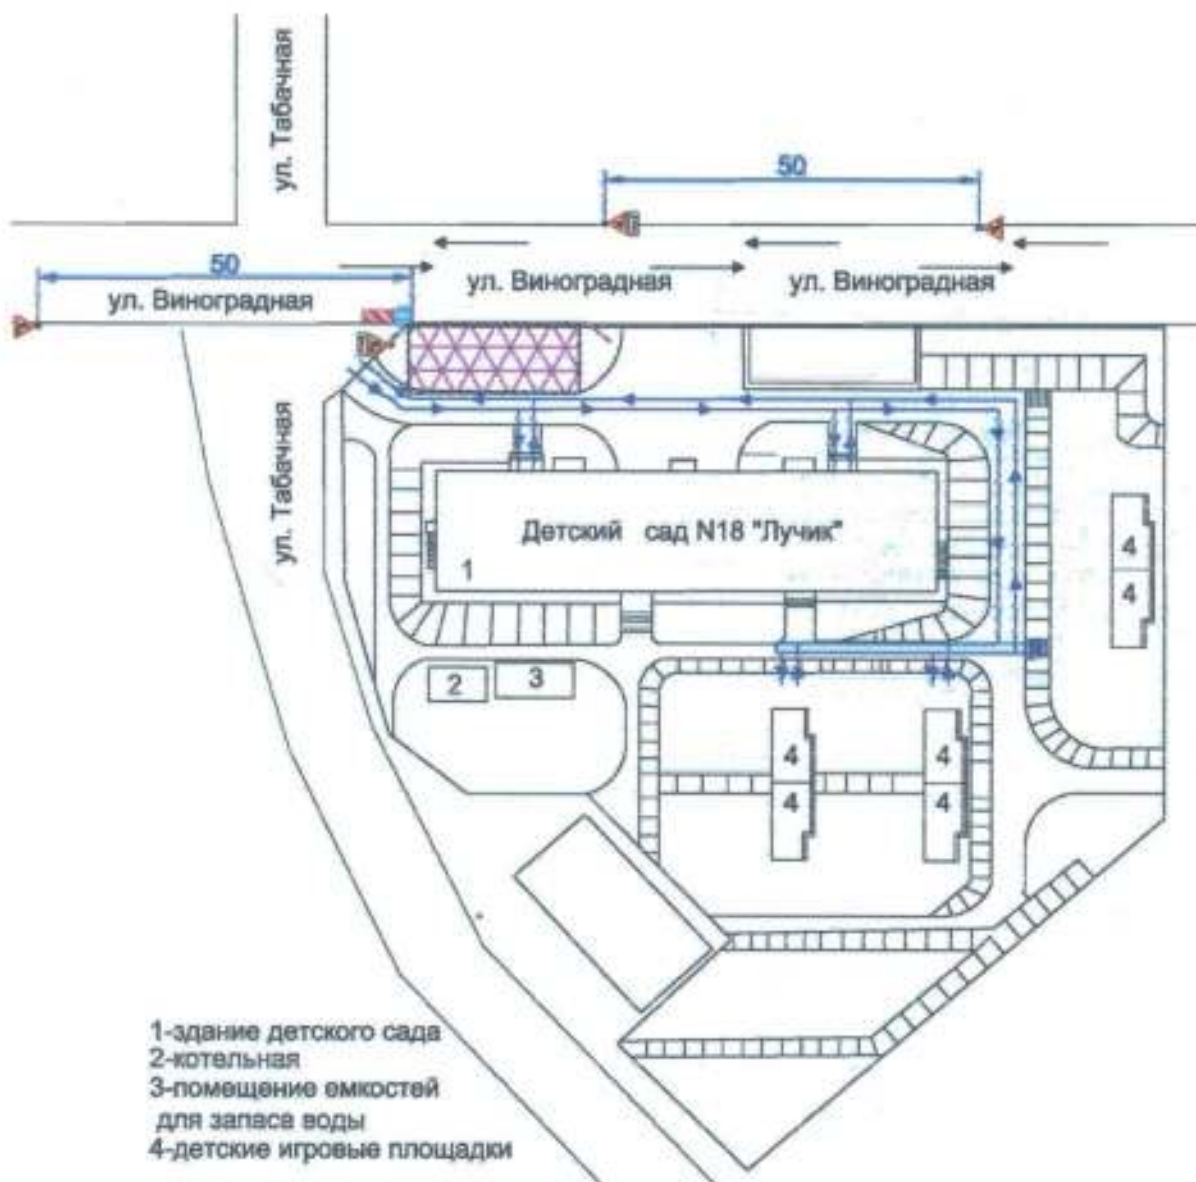 ул. Табачная
50
50
ул. Виноградная
ул. Виноградная
ул. Виноградная
ул. Табачная
Детский сад N18 "Лучик"
1
4
4
2
3
4
4
4
4
1-здание детского сада
2-котельная
3-помещение емкостей
для запаса воды
4-детские игровые площадки